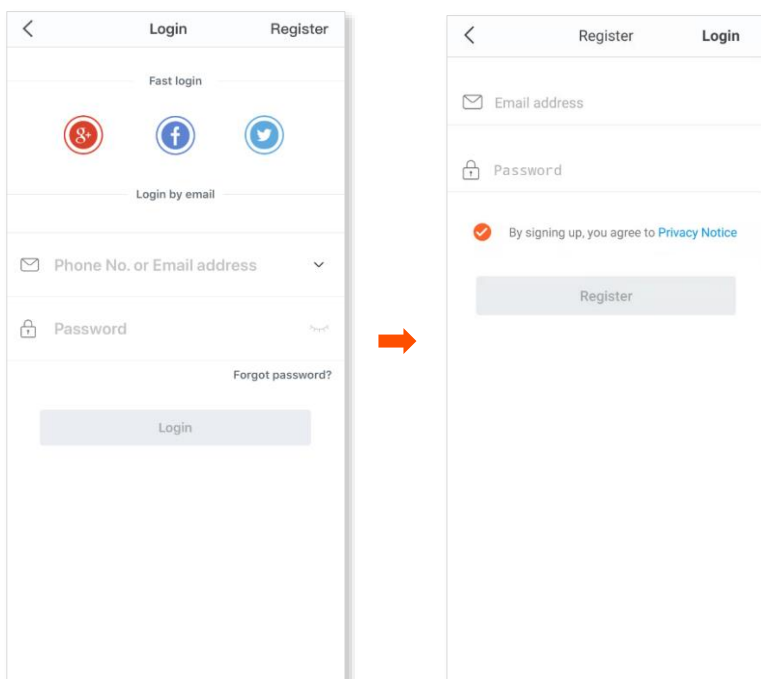 Login Register
Fast login
8+ f
Login by email
Phone No. or Email address
Password
Forgot password?
Login
Register Login
Email address
Password
By signing up, you agree to Privacy Notice
Register